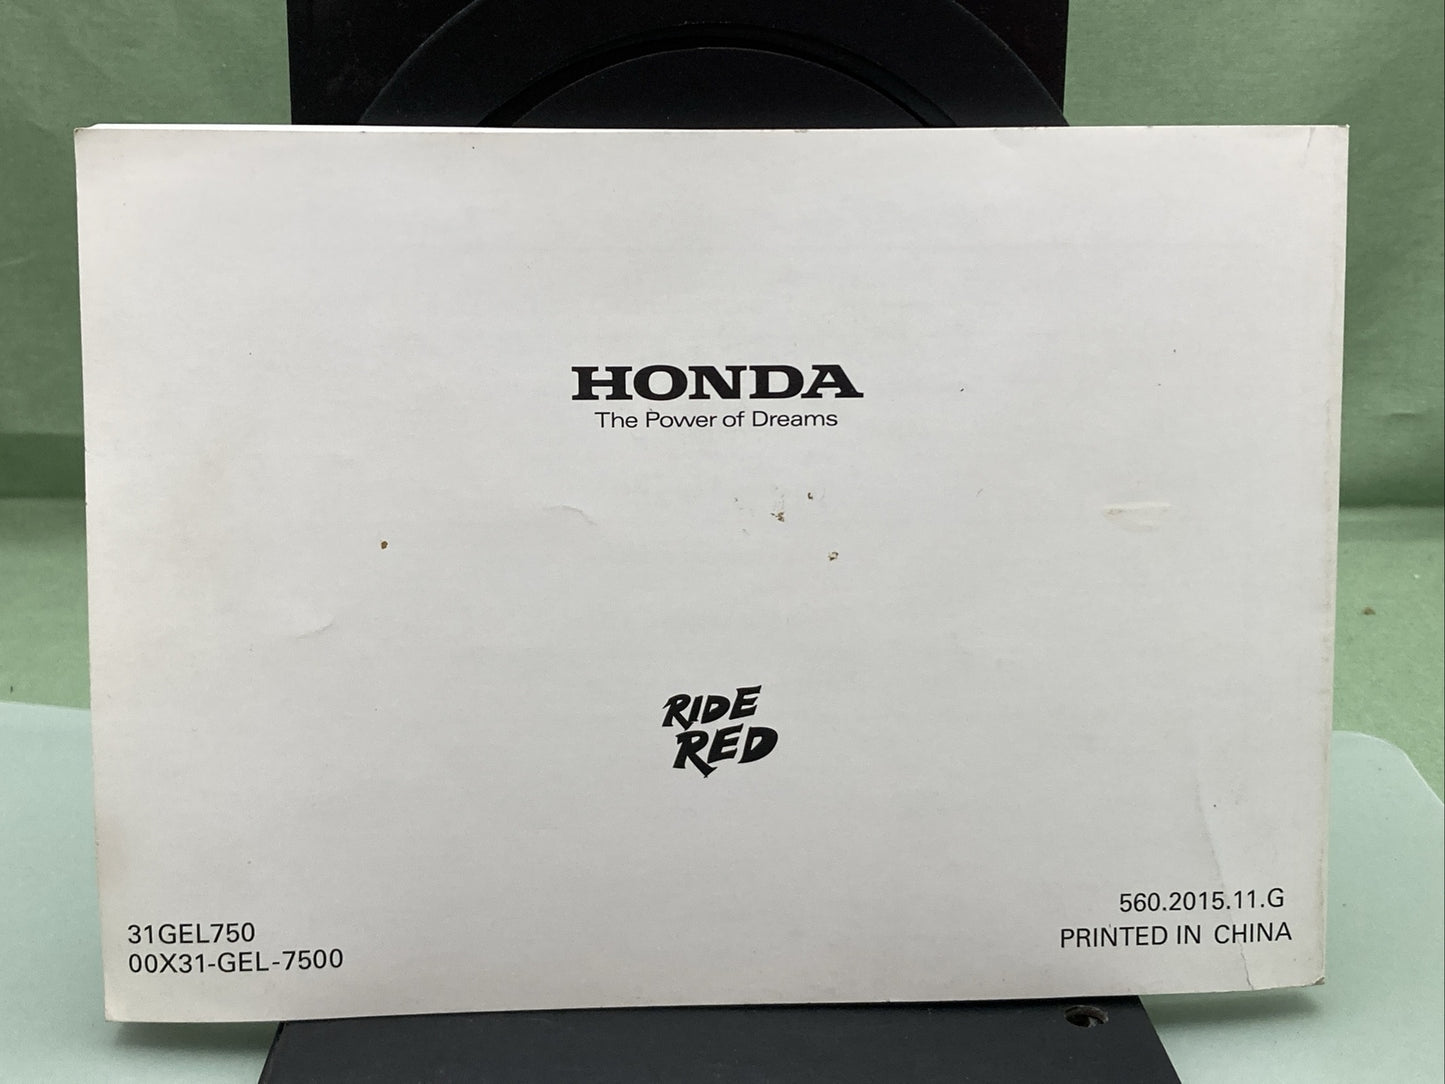 HONDA
The Power of Dreams
RIDE
RED
31GEL750
00X31-GEL-7500
560.2015.11.G
PRINTED IN CHINA